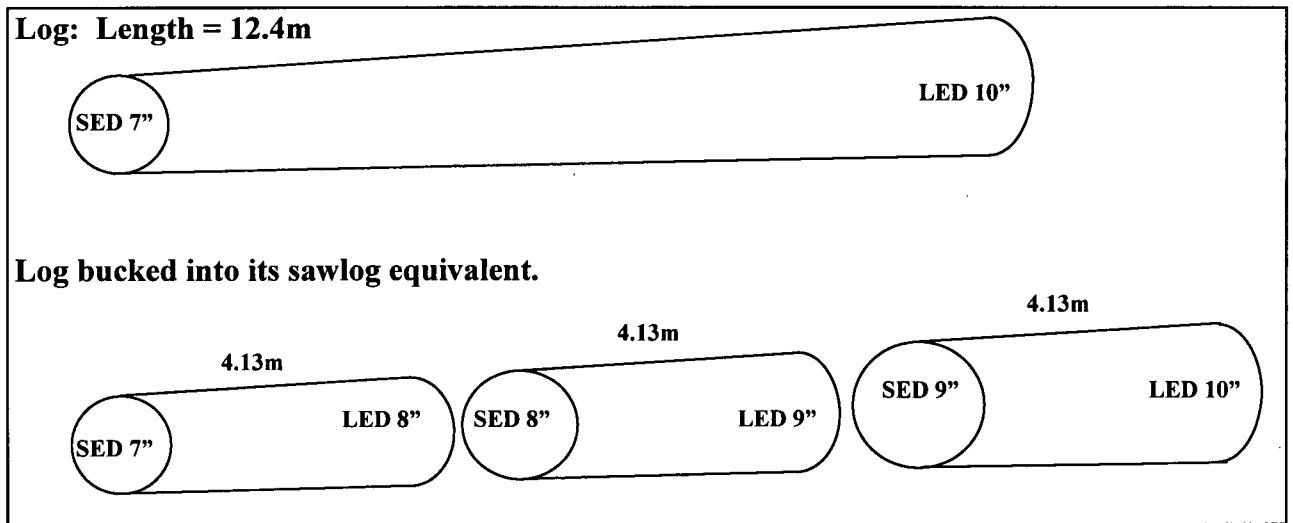 Log: Length = 12.4m
SED 7”
LED 10”
Log bucked into its sawlog equivalent.
4.13m
4.13m
4.13m
SED 7”
LED 8”
SED 8”
LED 9”
SED 9”
LED 10”